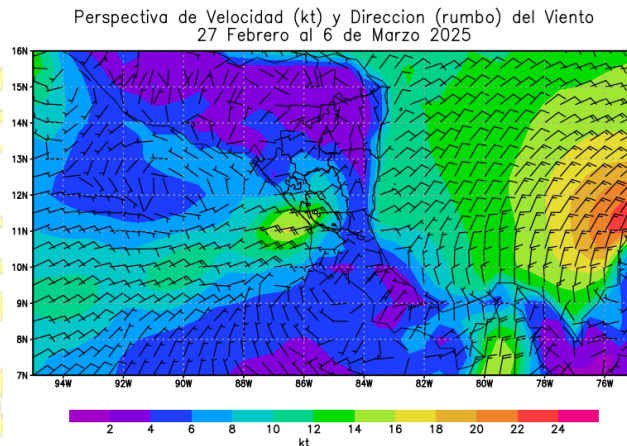 Perspectiva de Velocidad (kt) y Direccion (rumbo) del Viento
27 Febrero al 6 de Marzo 2025
16N
15N
14N
13N
12N
11N
10N
9N
8N
7N
94W 92W 90W 88W 86W 84W 82W 80W 78W 76W
2 4 6 8 10 12 14 16 18 20 22 24
kt